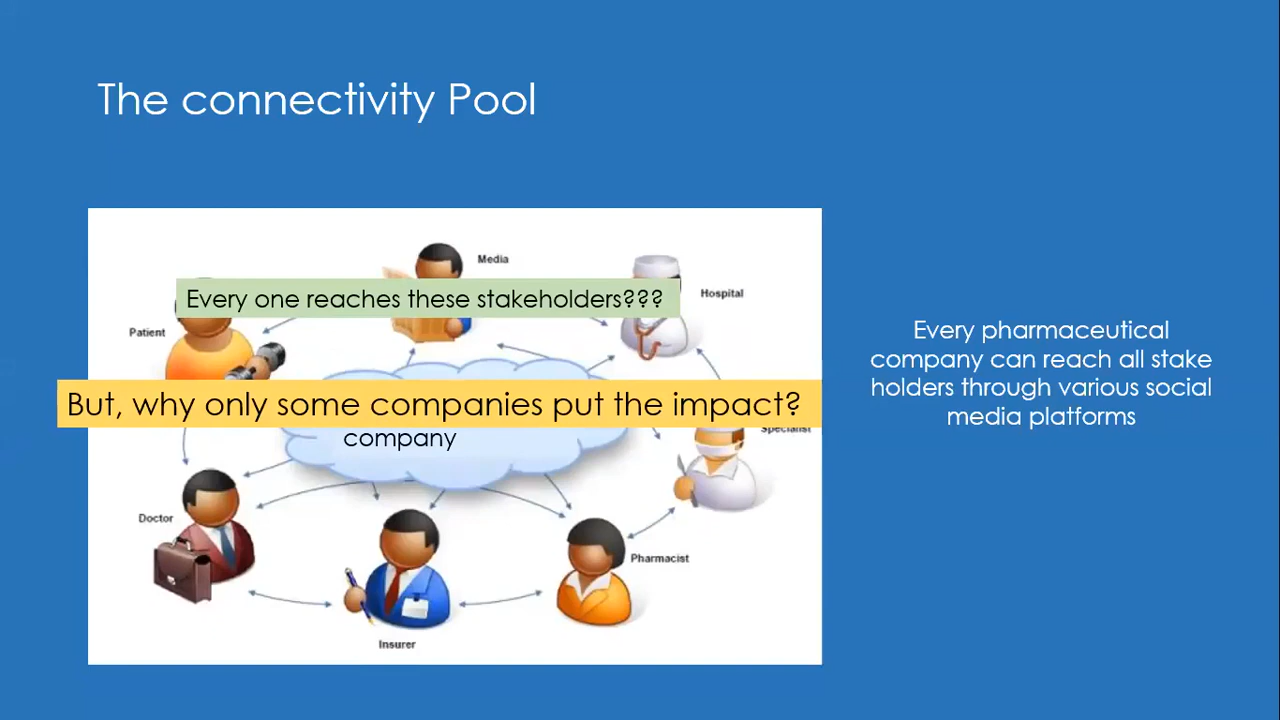 The connectivity Pool
Media
Every one reaches these stakeholders???
Hospital
Patient
Every pharmaceutical
company can reach all stake
holders through various social
media platforms
But, why only some companies put the impact?
company
Specialist
Doctor
Pharmacist
Insurer